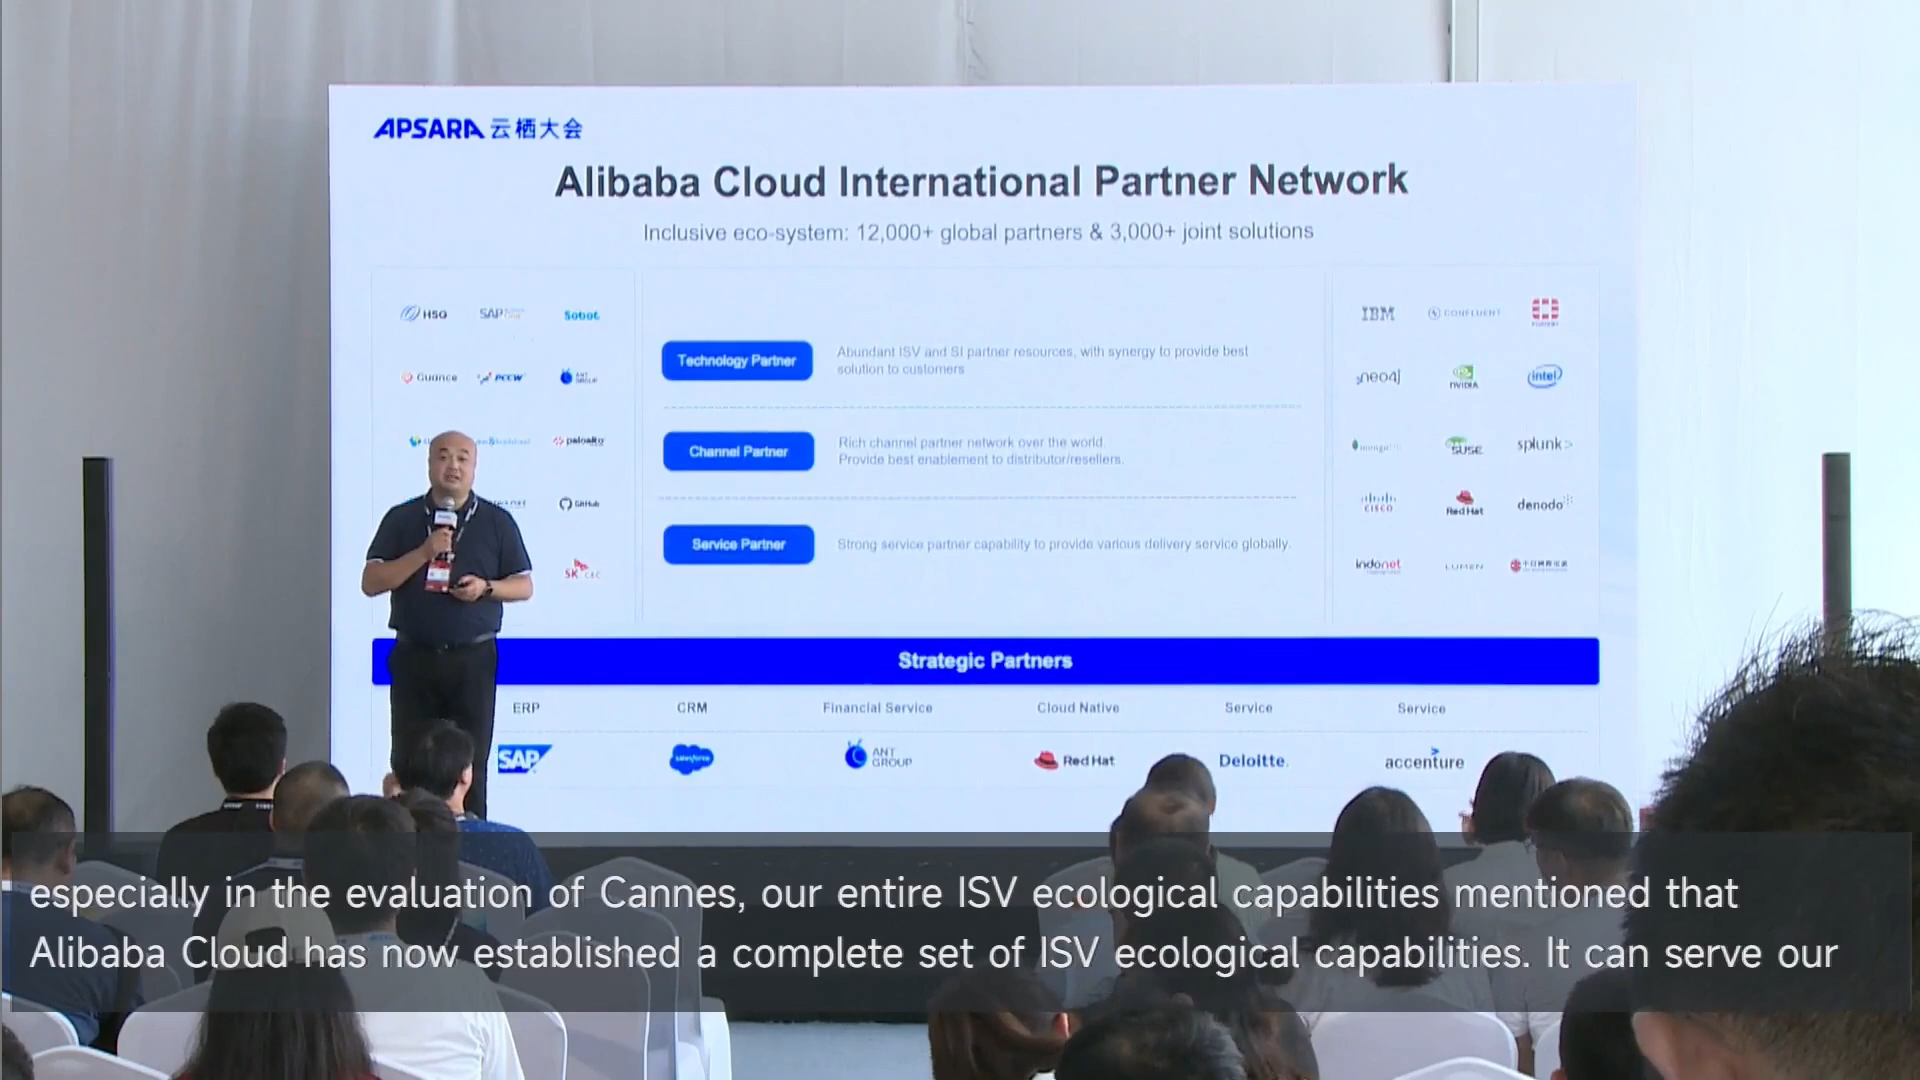 APSARA 云栖大会
Alibaba Cloud International Partner Network
Inclusive eco-system: 12,000+ global partners & 3,000+ joint solutions
HSG SAP Sobot
Guance PCCW ANT GROUP
paloalto
GitHub
SK C&C
Technology Partner
Abundant ISV and SI partner resources, with synergy to provide best
solution to customers
Channel Partner
Rich channel partner network over the world.
Provide best enablement to distributor/resellers.
Service Partner
Strong service partner capability to provide various delivery service globally.
IBM CONFLUENT FORTINET
neo4j NVIDIA intel
SUSE splunk>
CISCO Red Hat denodo
indonet LUMEN
Strategic Partners
ERP CRM Financial Service Cloud Native Service Service
SAP salesforce ANT GROUP Red Hat Deloitte. accenture
especially in the evaluation of Cannes, our entire ISV ecological capabilities mentioned that
Alibaba Cloud has now established a complete set of ISV ecological capabilities. It can serve our